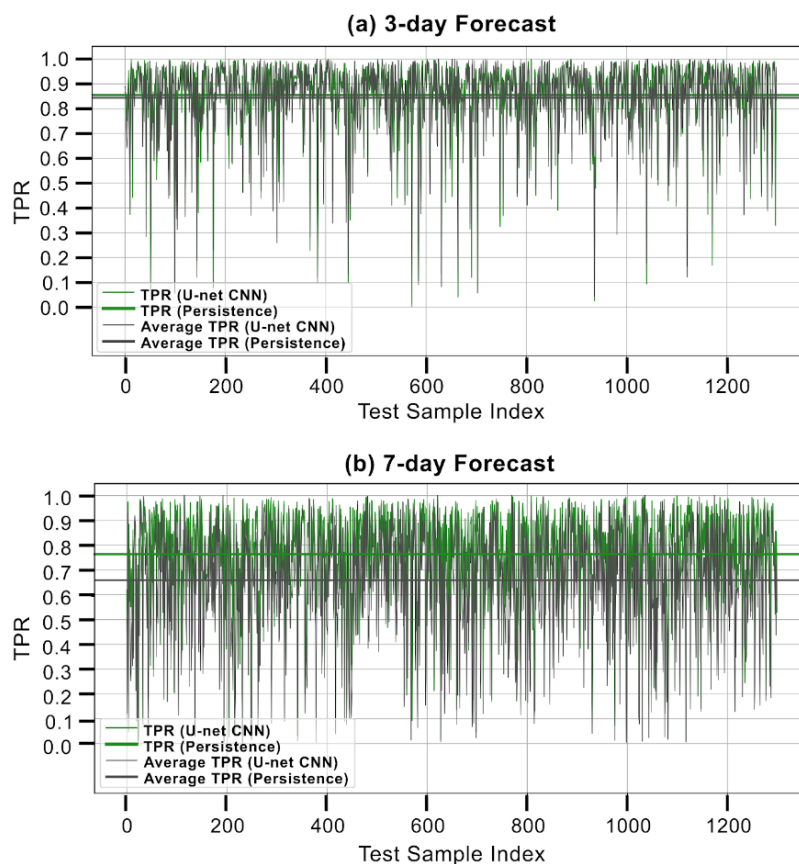 (a) 3-day Forecast
1.0
0.9
0.8
0.7
0.6
0.5
0.4
0.3
0.2
0.1
0.0
TPR
TPR (U-net CNN)
TPR (Persistence)
Average TPR (U-net CNN)
Average TPR (Persistence)
0 200 400 600 800 1000 1200
Test Sample Index
(b) 7-day Forecast
1.0
0.9
0.8
0.7
0.6
0.5
0.4
0.3
0.2
0.1
0.0
TPR
TPR (U-net CNN)
TPR (Persistence)
Average TPR (U-net CNN)
Average TPR (Persistence)
0 200 400 600 800 1000 1200
Test Sample Index